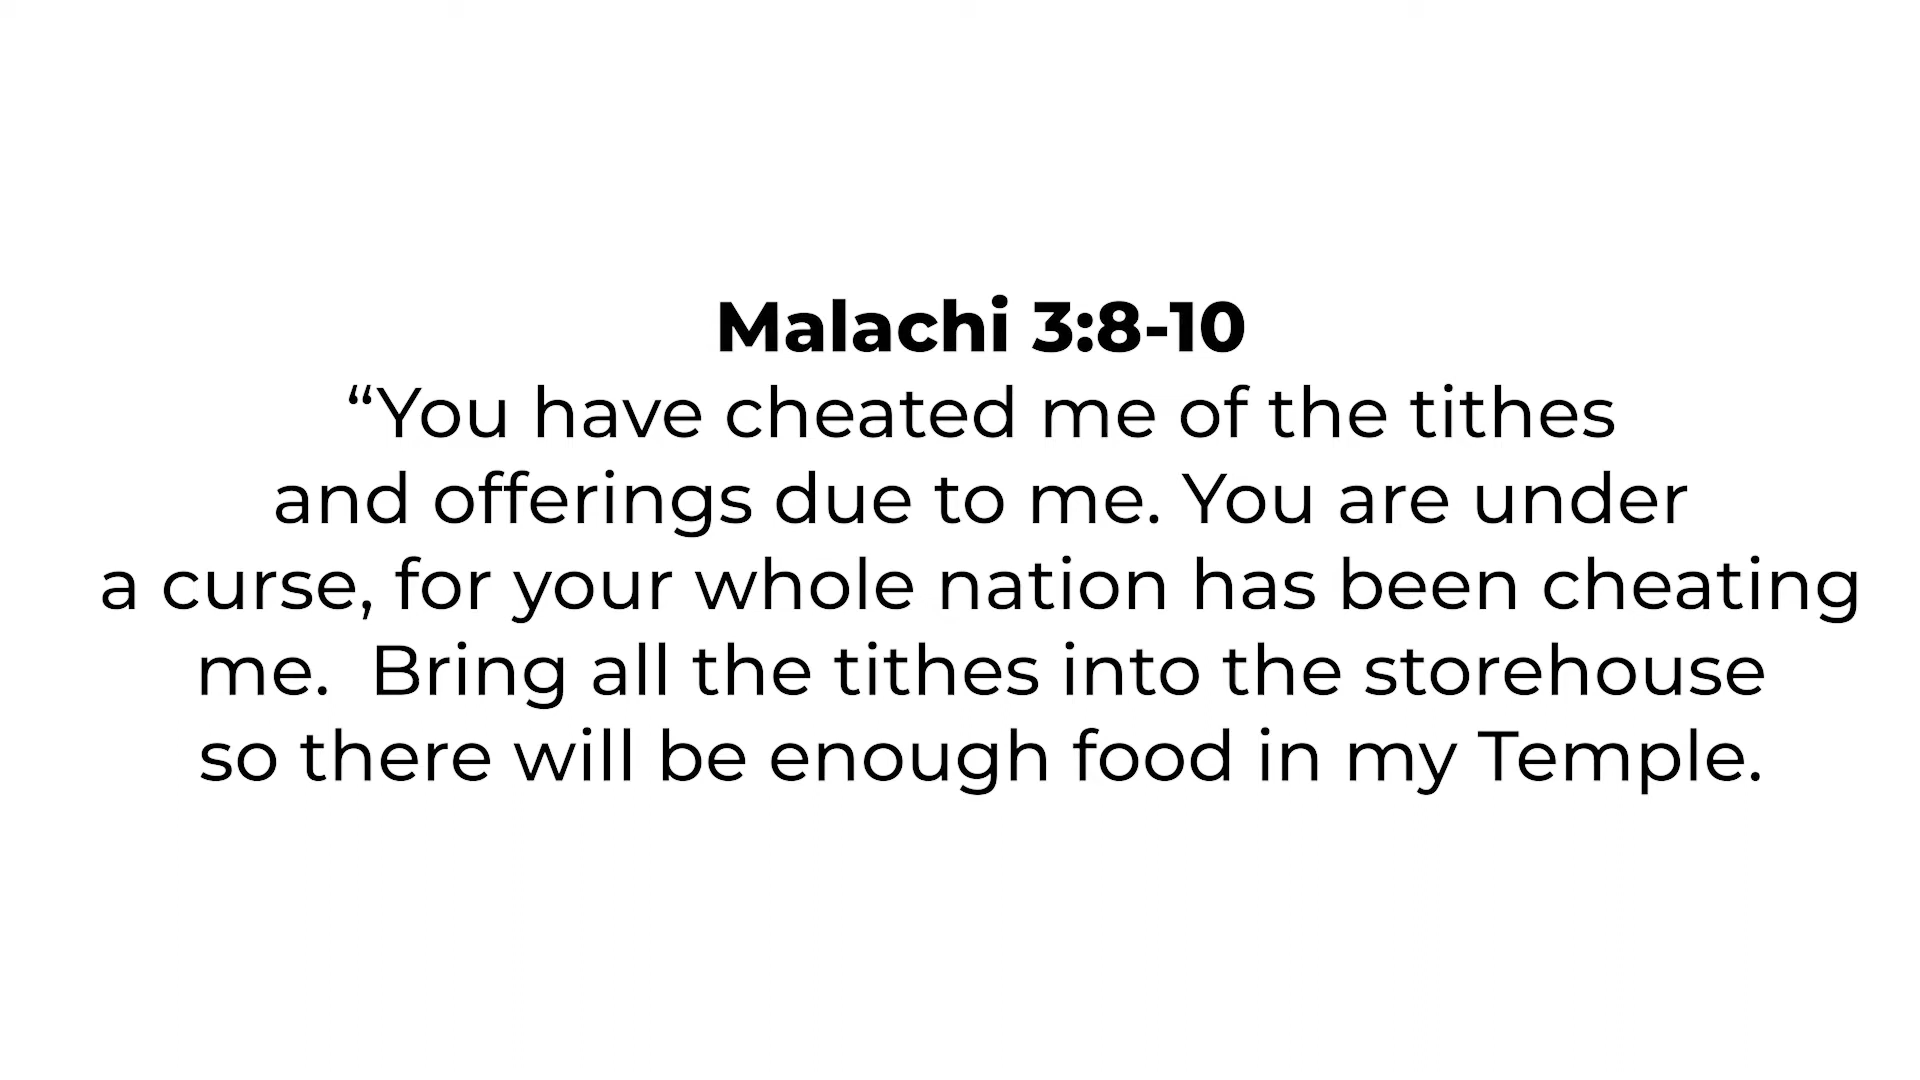 Malachi 3:8-10
“You have cheated me of the tithes
and offerings due to me. You are under
a curse, for your whole nation has been cheating
me.  Bring all the tithes into the storehouse
so there will be enough food in my Temple.